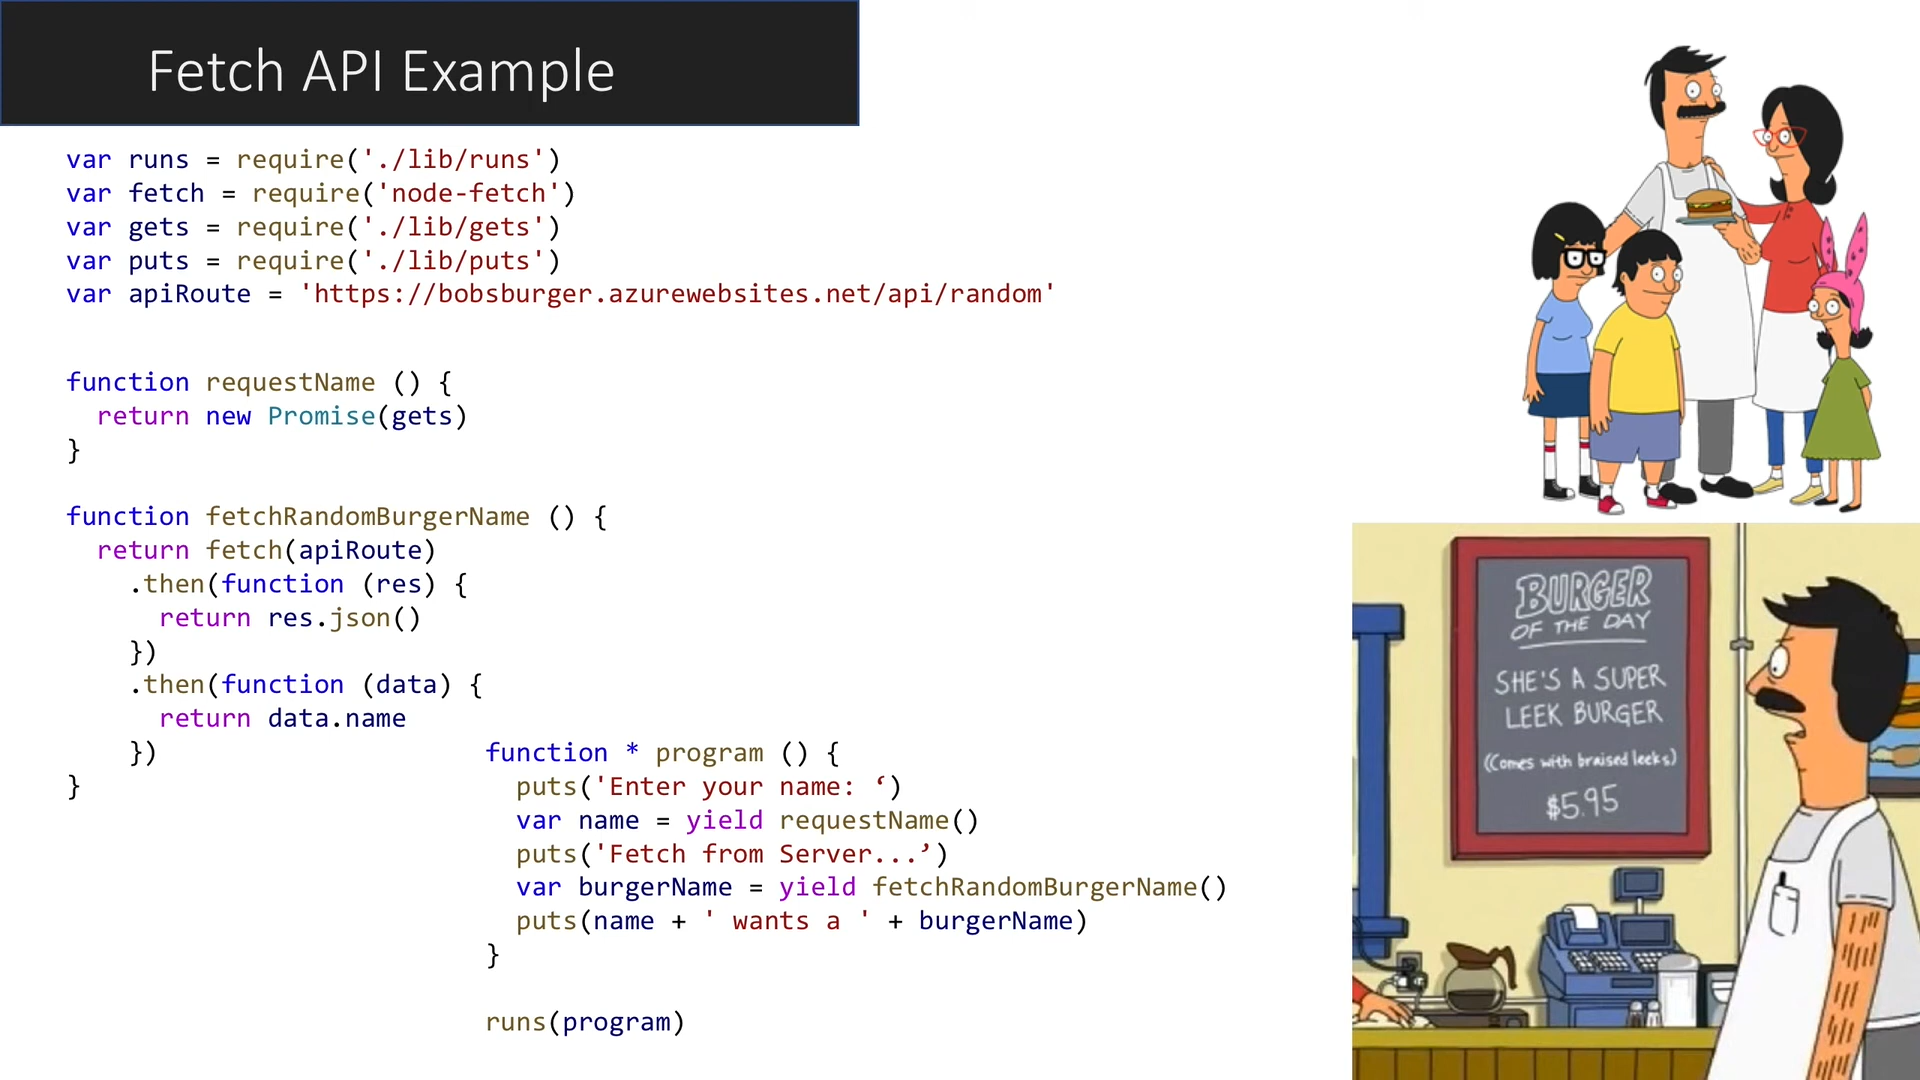 Fetch API Example
var runs = require('./lib/runs')
var fetch = require('node-fetch')
var gets = require('./lib/gets')
var puts = require('./lib/puts')
var apiRoute = 'https://bobsburger.azurewebsites.net/api/random'
function requestName () {
  return new Promise(gets)
}
function fetchRandomBurgerName () {
  return fetch(apiRoute)
    .then(function (res) {
      return res.json()
    })
    .then(function (data) {
      return data.name
    })
}
function * program () {
  puts('Enter your name: ‘)
  var name = yield requestName()
  puts('Fetch from Server...’)
  var burgerName = yield fetchRandomBurgerName()
  puts(name + ' wants a ' + burgerName)
}
runs(program)
BURGER
OF THE DAY
SHE'S A SUPER
LEEK BURGER
(Comes with braised leeks)
$5.95